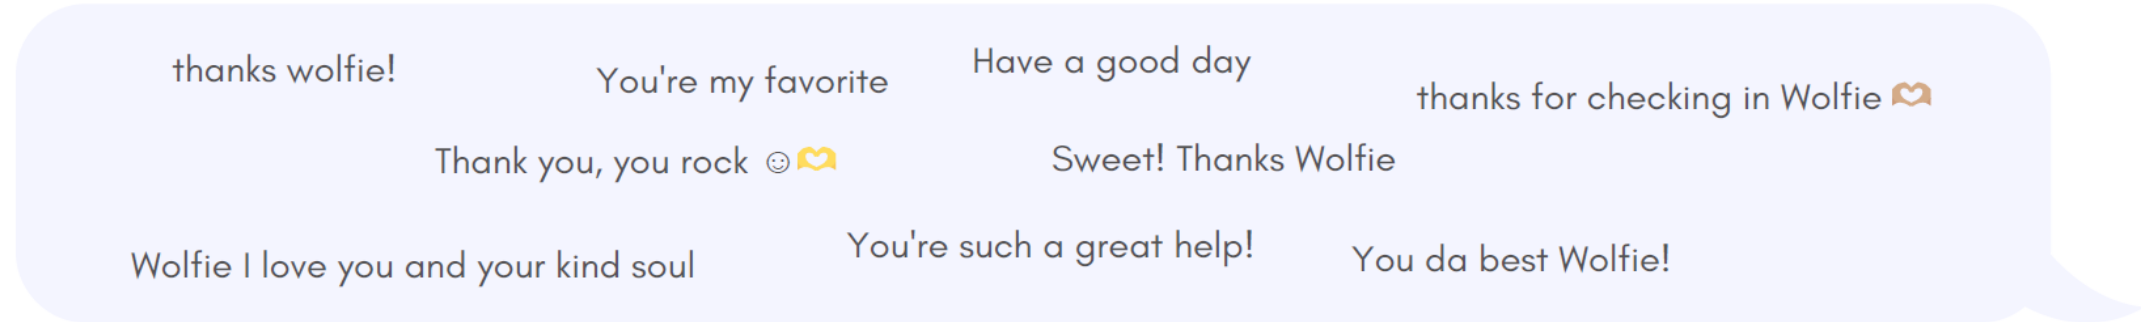 thanks wolfie!
You're my favorite
Have a good day
thanks for checking in Wolfie 🫶🏽
Thank you, you rock ☺🫶
Sweet! Thanks Wolfie
Wolfie I love you and your kind soul
You're such a great help!
You da best Wolfie!